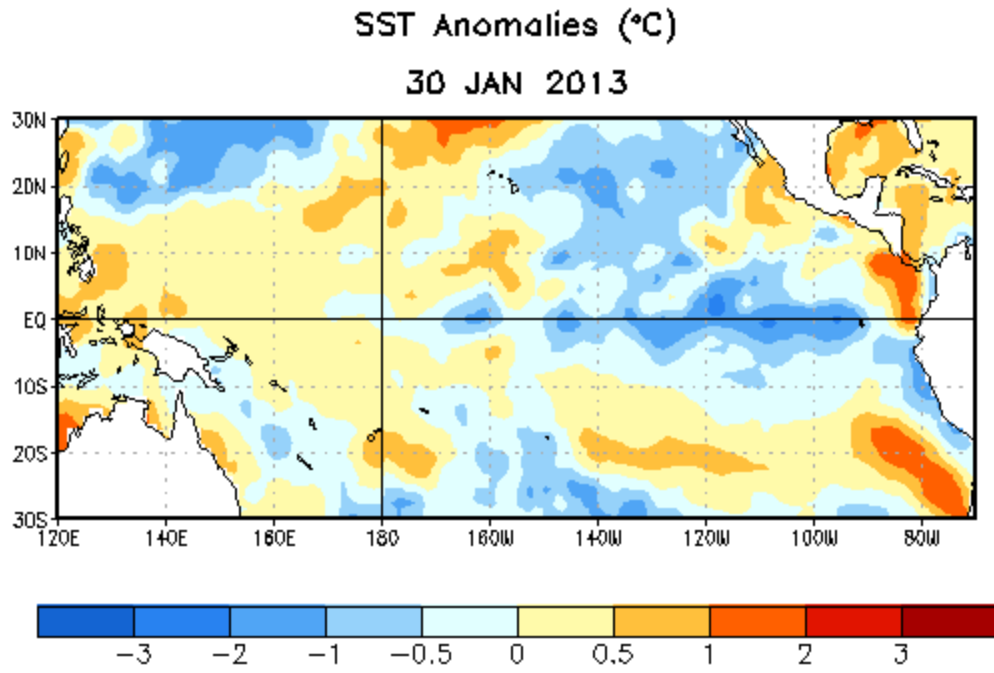 SST Anomalies (°C)
30 JAN 2013
30N
20N
10N
EQ
10S
20S
30S
120E 140E 160E 180 160W 140W 120W 100W 80W
-3 -2 -1 -0.5 0 0.5 1 2 3